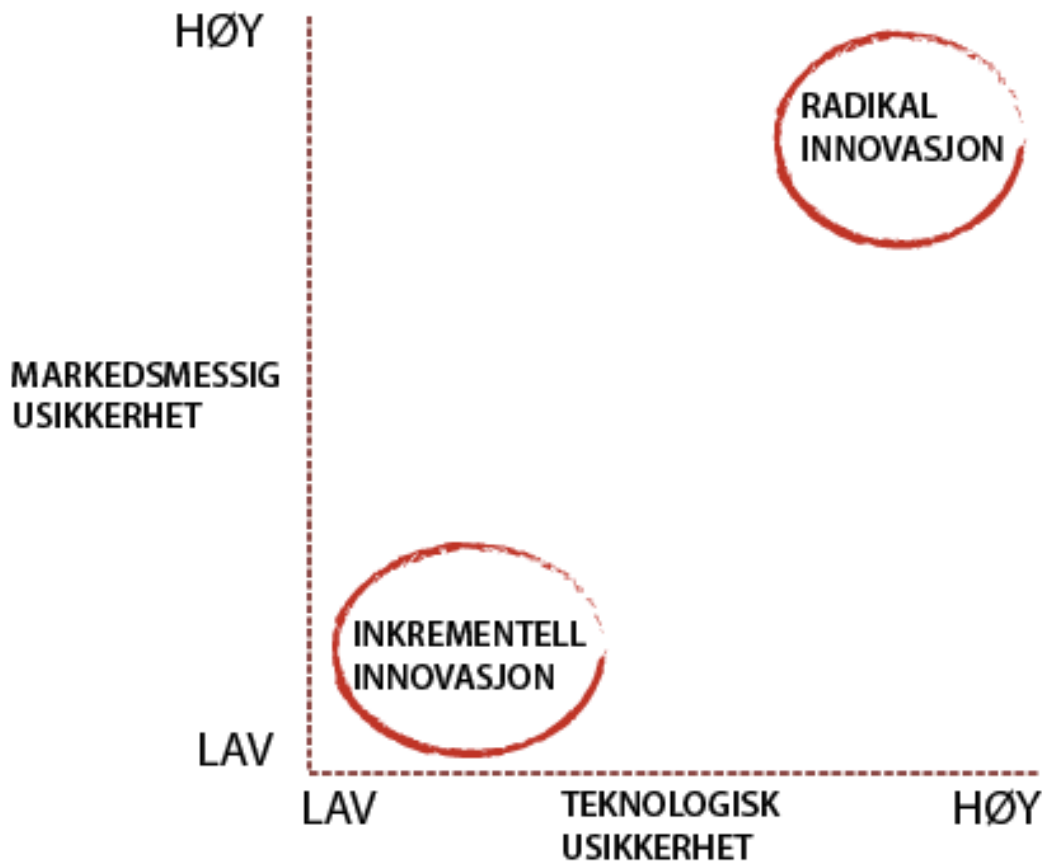 HØY
RADIKAL
INNOVASJON
MARKEDSMESSIG
USIKKERHET
INKREMENTELL
INNOVASJON
LAV
LAV
TEKNOLOGISK
USIKKERHET
HØY